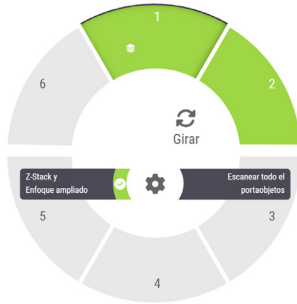 1
6
2
Girar
Z-Stack y
Enfoque ampliado
Escanear todo el
portaobjetos
5
3
4